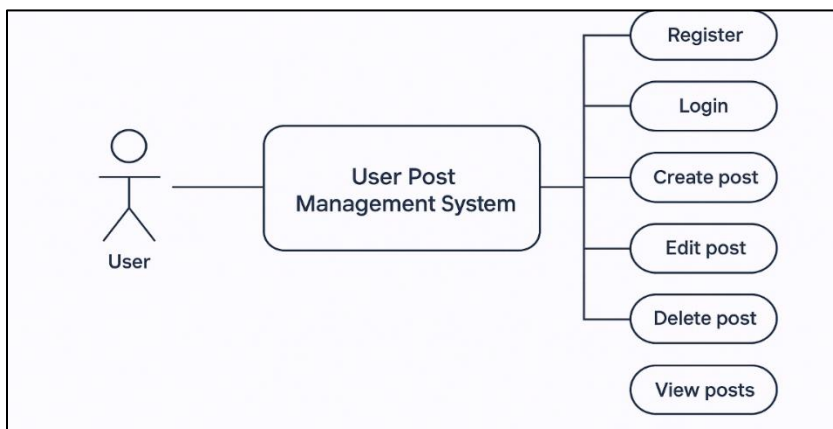 User
User Post
Management System
Register
Login
Create post
Edit post
Delete post
View posts